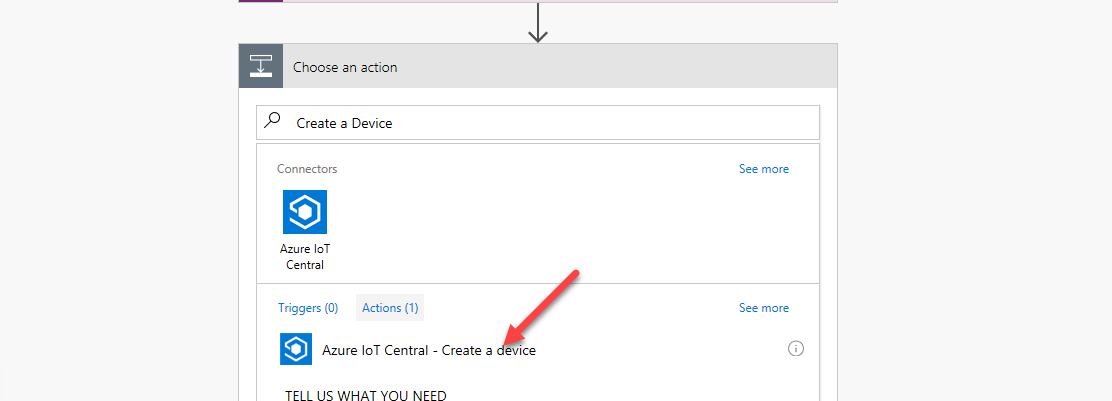 Choose an action
Create a Device
Connectors
See more
Azure IoT
Central
Triggers (0)
Actions (1)
See more
Azure IoT Central - Create a device
TELL US WHAT YOU NEED